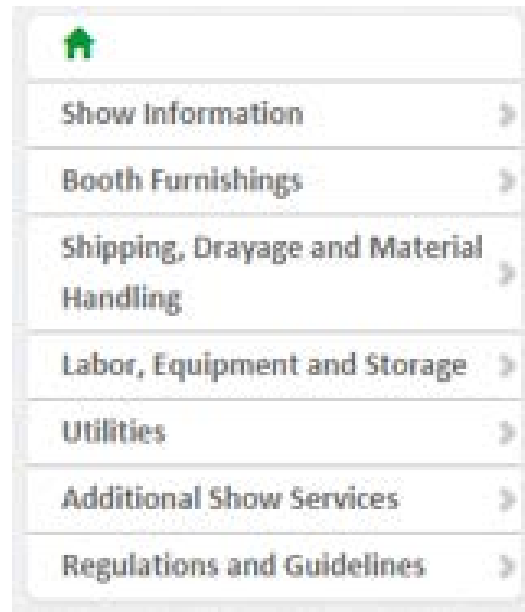 Show Information
Booth Furnishings
Shipping, Drayage and Material
Handling
Labor, Equipment and Storage
Utilities
Additional Show Services
Regulations and Guidelines